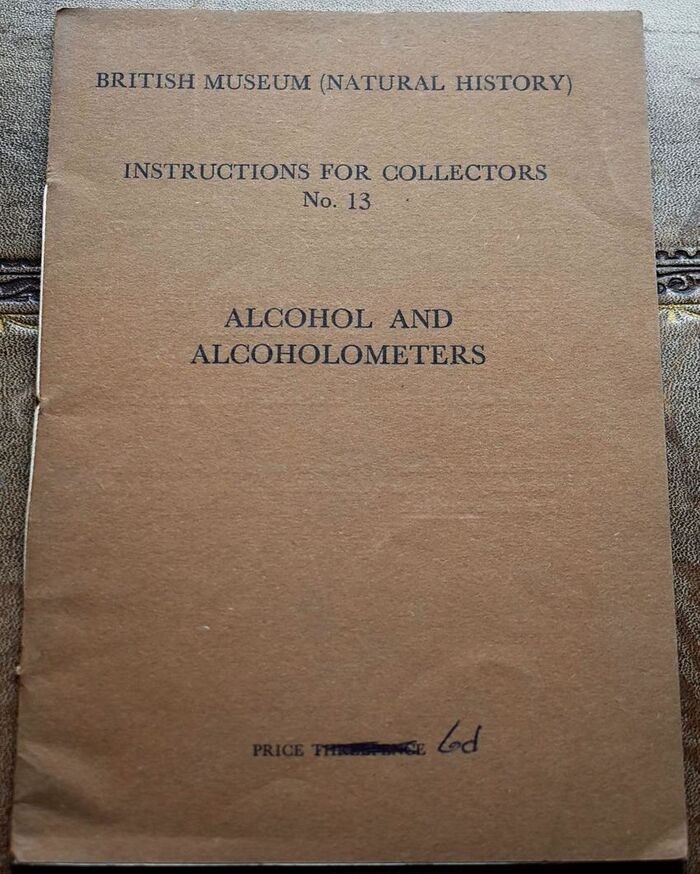 BRITISH MUSEUM (NATURAL HISTORY)
INSTRUCTIONS FOR COLLECTORS
No. 13
ALCOHOL AND
ALCOHOLOMETERS
PRICE THREEPENCE 6d